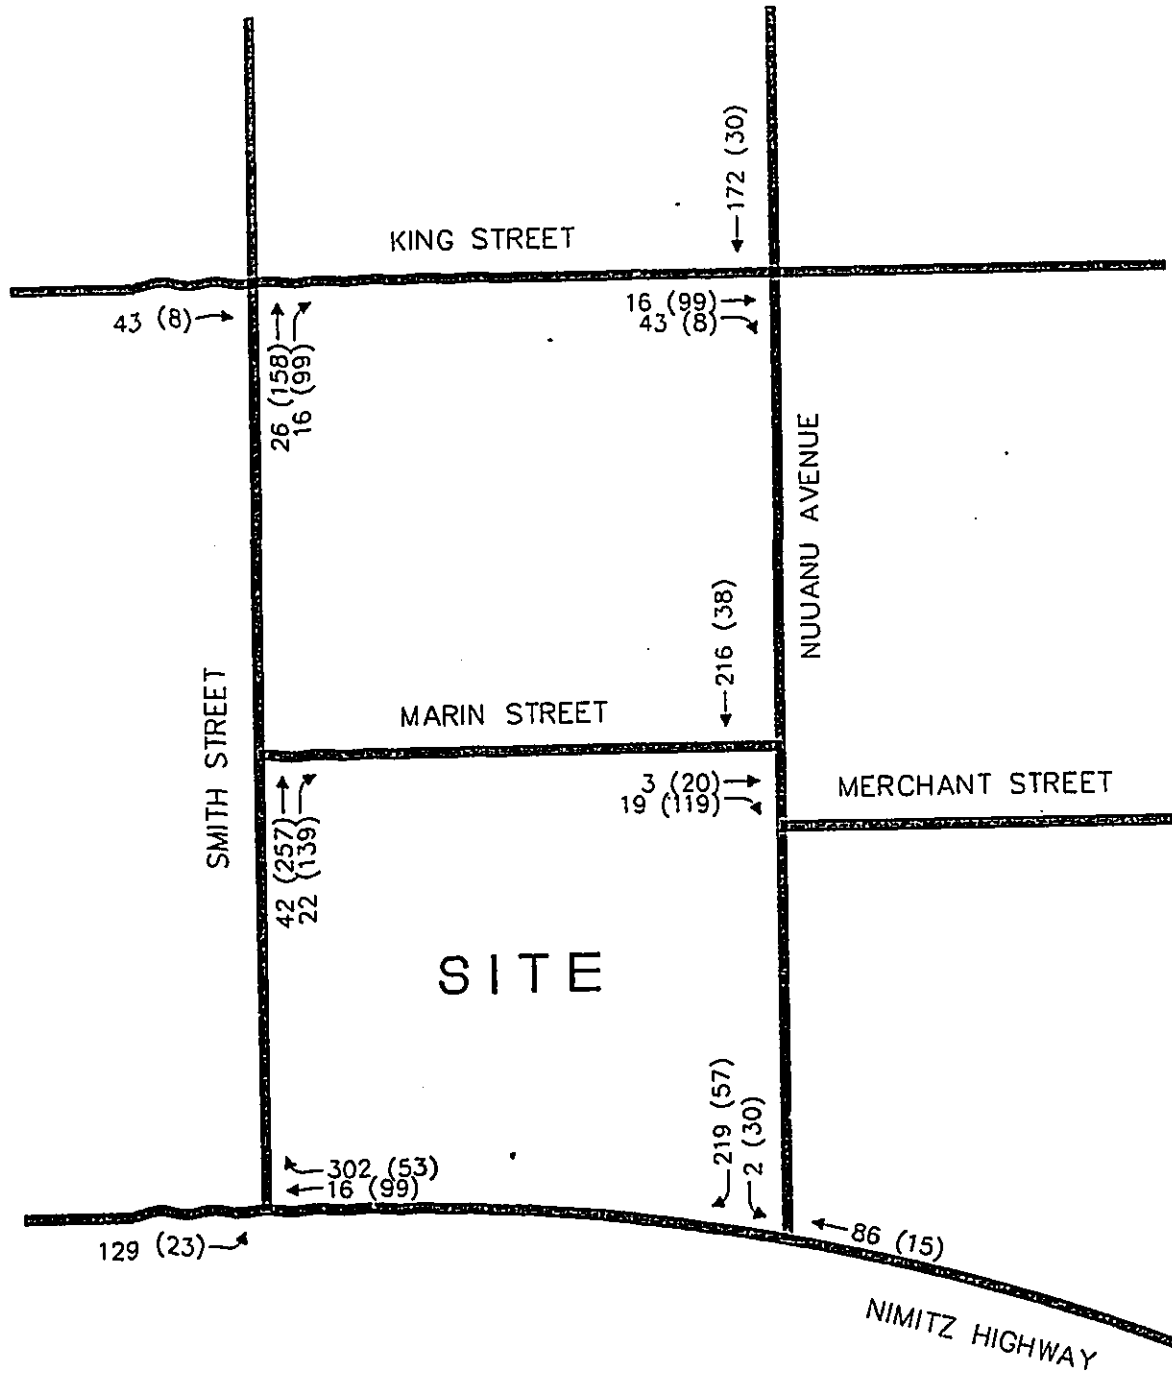 172 (30)
KING STREET
43 (8)
16 (99)
43 (8)
26 (158)
16 (99)
NUUANU AVENUE
216 (38)
SMITH STREET
MARIN STREET
3 (20)
19 (119)
MERCHANT STREET
42 (257)
22 (139)
SITE
219 (57)
2 (30)
302 (53)
16 (99)
129 (23)
86 (15)
NIMITZ HIGHWAY